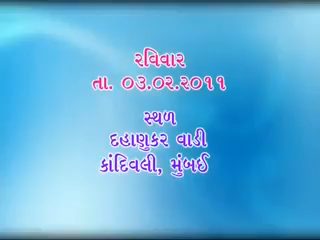 રવિવાર
તા. ૦૩.૦૨.૨૦૧૧
સ્થળ
દહાણુકર વાડી
કાંદિવલી, મુંબઈ